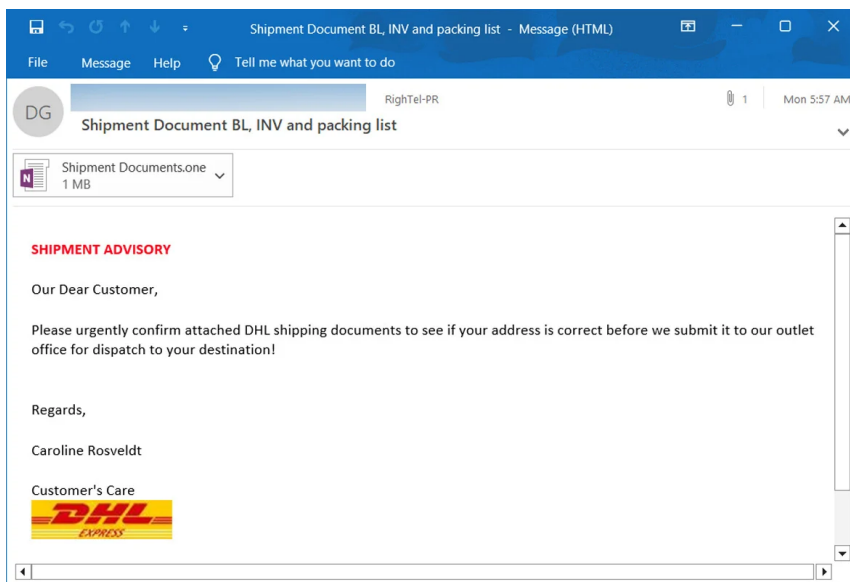 Shipment Document BL, INV and packing list - Message (HTML)
File Message Help Tell me what you want to do
DG
RighTel-PR
1
Mon 5:57 AM
Shipment Document BL, INV and packing list
N
Shipment Documents.one
1 MB
SHIPMENT ADVISORY
Our Dear Customer,
Please urgently confirm attached DHL shipping documents to see if your address is correct before we submit it to our outlet
office for dispatch to your destination!
Regards,
Caroline Rosveldt
Customer's Care
DHL
EXPRESS